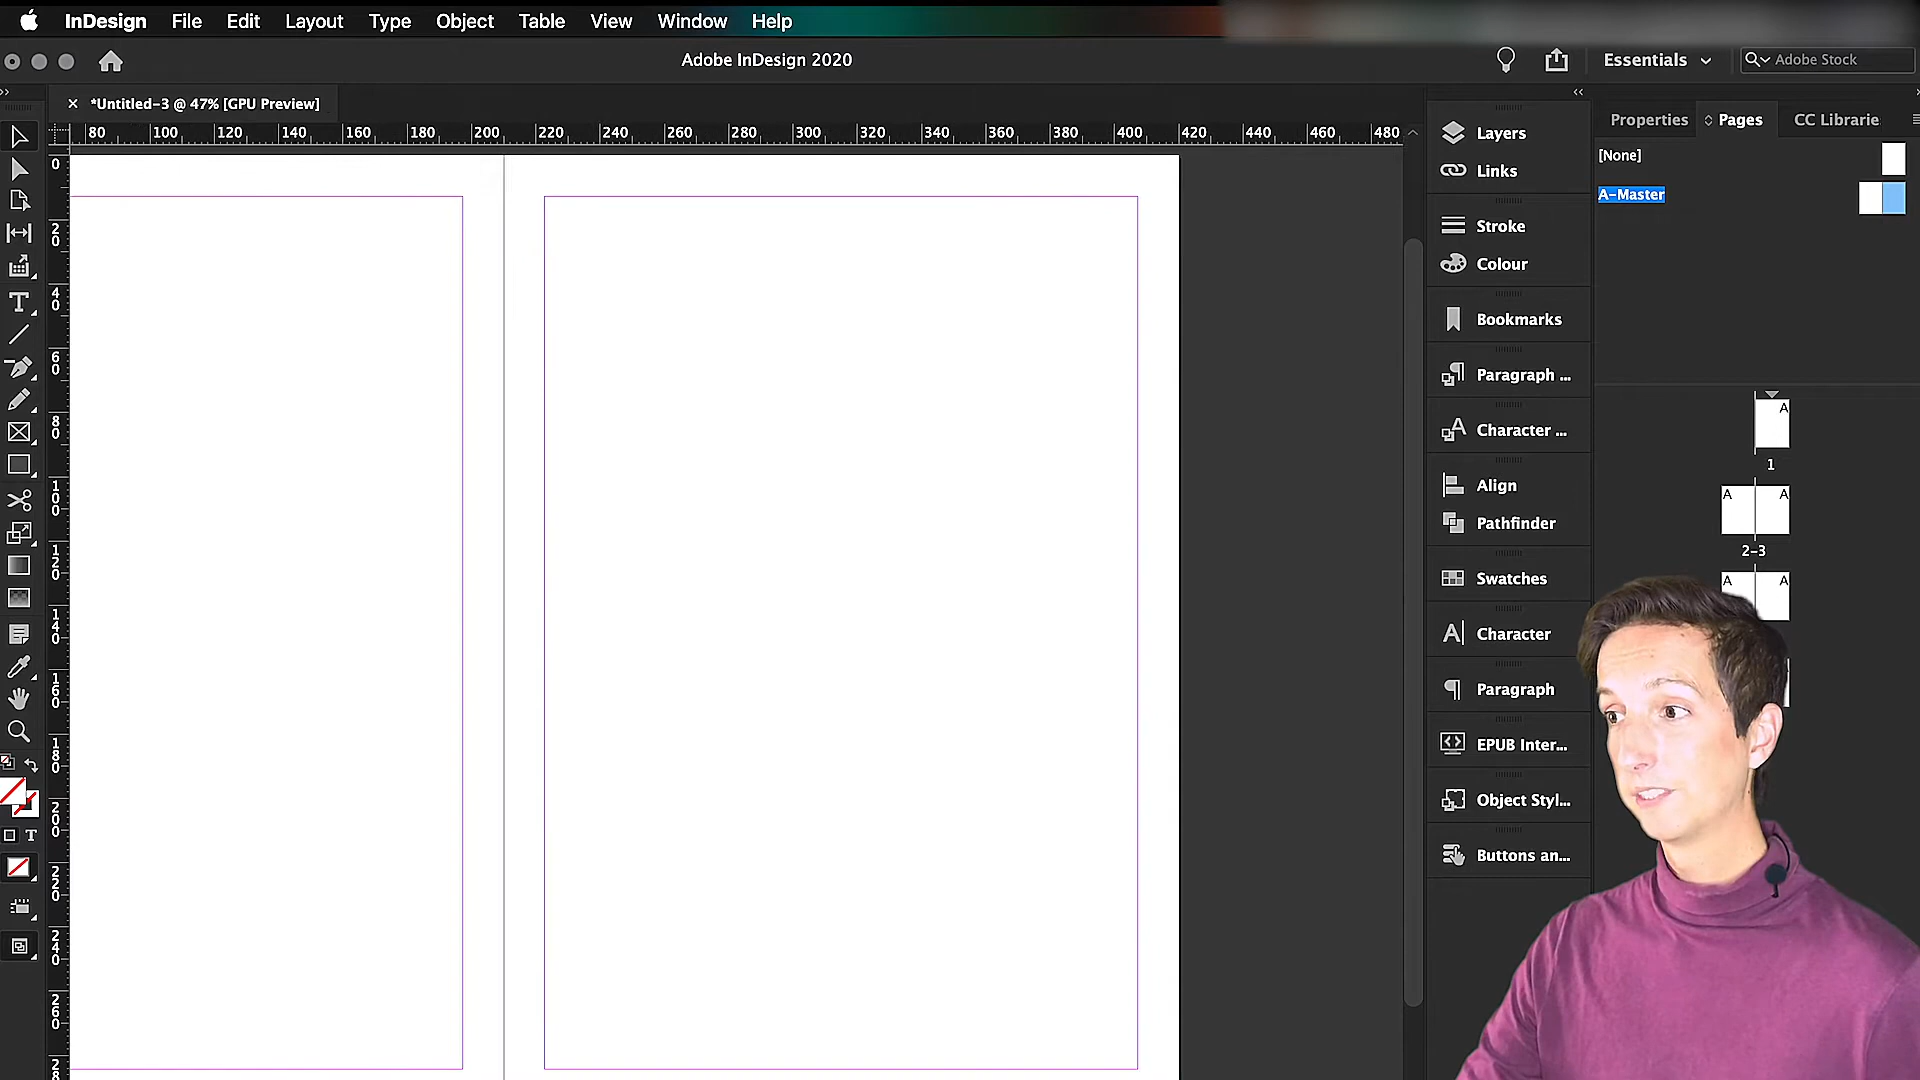 InDesign File Edit Layout Type Object Table View Window Help
Adobe InDesign 2020
Essentials
Adobe Stock
*Untitled-3 @ 47% [GPU Preview]
80 100 120 140 160 180 200 220 240 260 280 300 320 340 360 380 400 420 440 460 480
0
20
40
60
80
100
120
140
160
180
200
220
240
260
28
T
T
Layers
Links
Stroke
Colour
Bookmarks
Paragraph ...
Character ...
Align
Pathfinder
Swatches
Character
Paragraph
EPUB Inter...
Object Styl...
Buttons an...
Properties Pages CC Librarie
[None]
A-Master
A
1
A A
2-3
A A